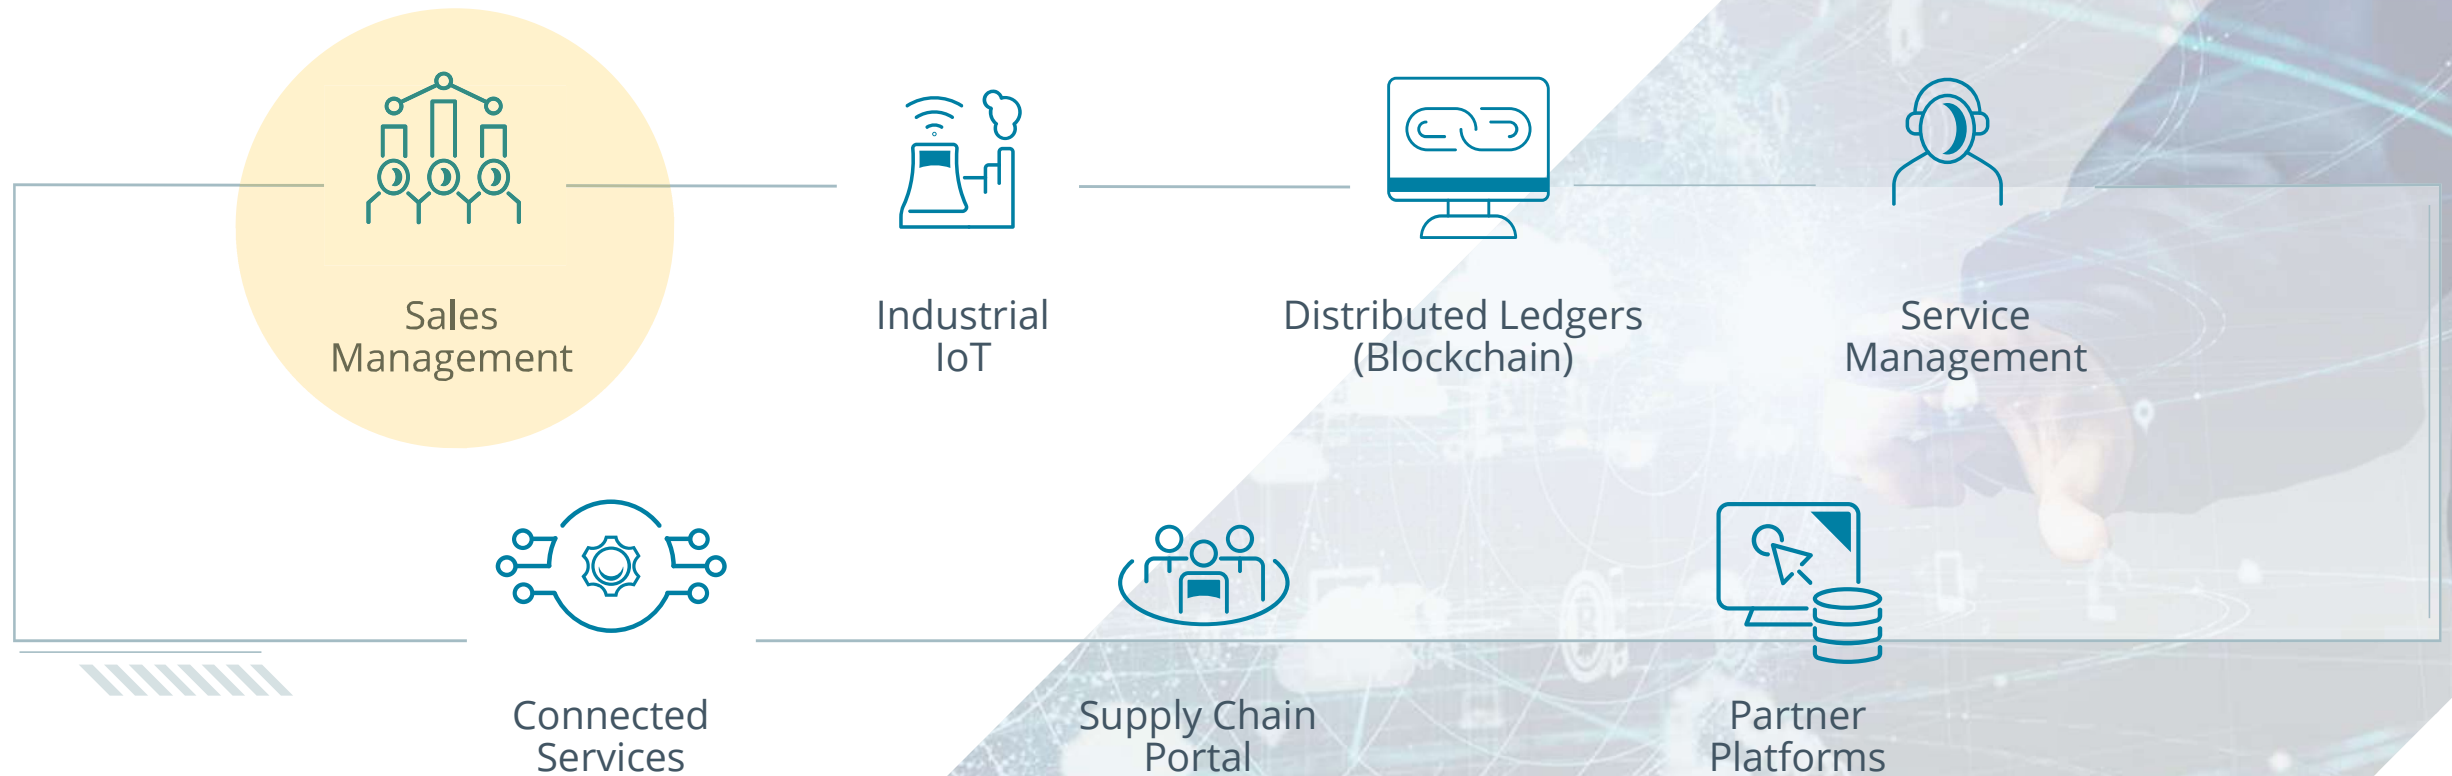 Sales
Management
Industrial
IoT
Distributed Ledgers
(Blockchain)
Service
Management
Connected
Services
Supply Chain
Portal
Partner
Platforms